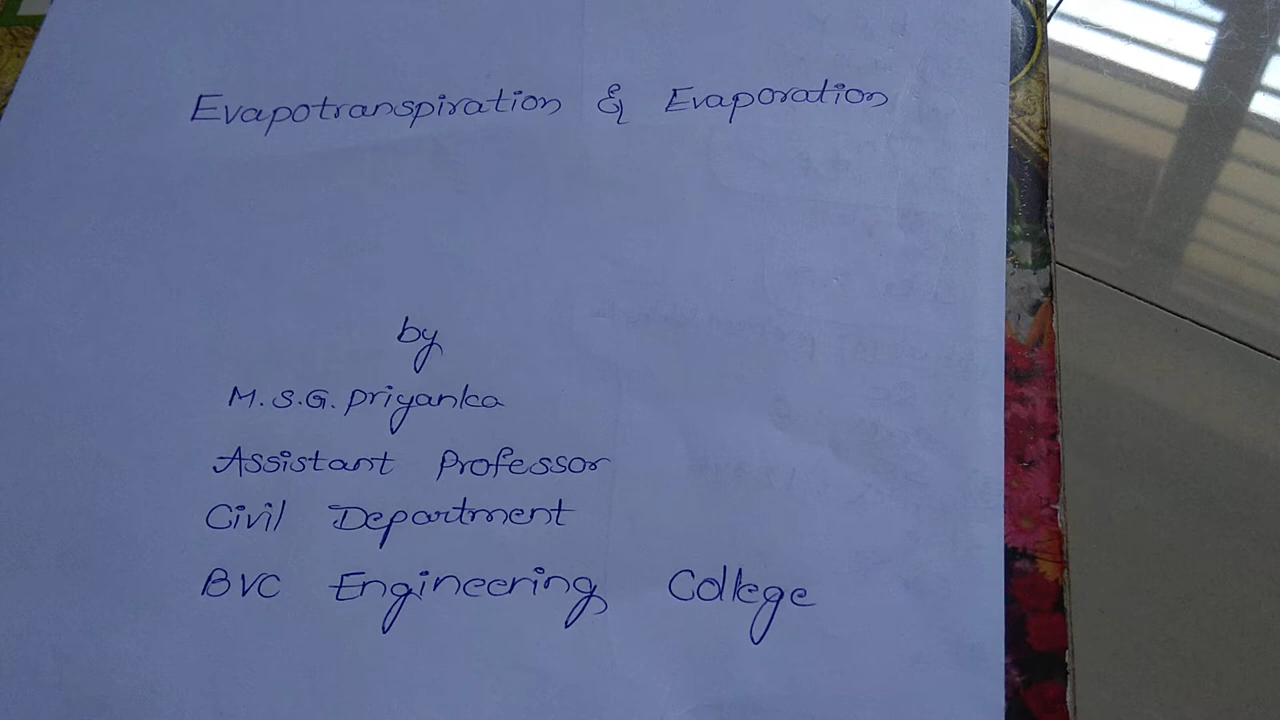 Evapotranspiration & Evaporation
by
M.S.G. Priyanka
Assistant Professor
Civil Department
BVC Engineering College